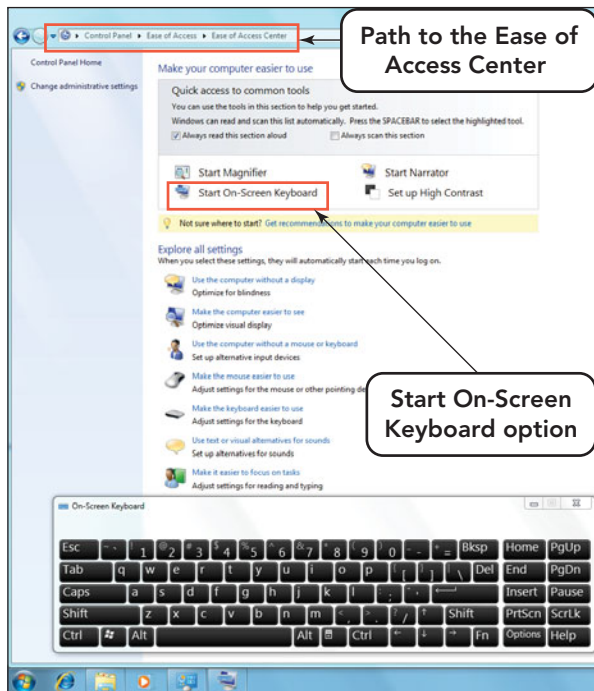 Control Panel ▸ Ease of Access ▸ Ease of Access Center
Path to the Ease of
Access Center
Control Panel Home
Change administrative settings
Make your computer easier to use
Quick access to common tools
You can use the tools in this section to help you get started.
Windows can read and scan this list automatically. Press the SPACEBAR to select the highlighted tool.
Always read this section aloud
Always scan this section
Start Magnifier
Start Narrator
Start On-Screen Keyboard
Set up High Contrast
Not sure where to start? Get recommendations to make your computer easier to use
Explore all settings
When you select these settings, they will automatically start each time you log on.
Use the computer without a display
Optimize for blindness
Make the computer easier to see
Optimize visual display
Use the computer without a mouse or keyboard
Set up alternative input devices
Make the mouse easier to use
Adjust settings for the mouse or other pointing de
Make the keyboard easier to use
Adjust settings for the keyboard
Start On-Screen
Keyboard option
Use text or visual alternatives for sounds
Set up alternatives for sounds
Make it easier to focus on tasks
Adjust settings for reading and typing
On-Screen Keyboard
Esc ~ ` ! 1 @ 2 # 3 $ 4 % 5 ^ 6 & 7 * 8 ( 9 ) 0 _ - + = Bksp Home PgUp
Tab q w e r t y u i o p { [ } ] | \ Del End PgDn
Caps a s d f g h j k l : ; " ' Insert Pause
Shift z x c v b n m < , > . ? / ↑ Shift PrtScn ScrLk
Ctrl Alt Alt Ctrl ← ↓ → Fn Options Help